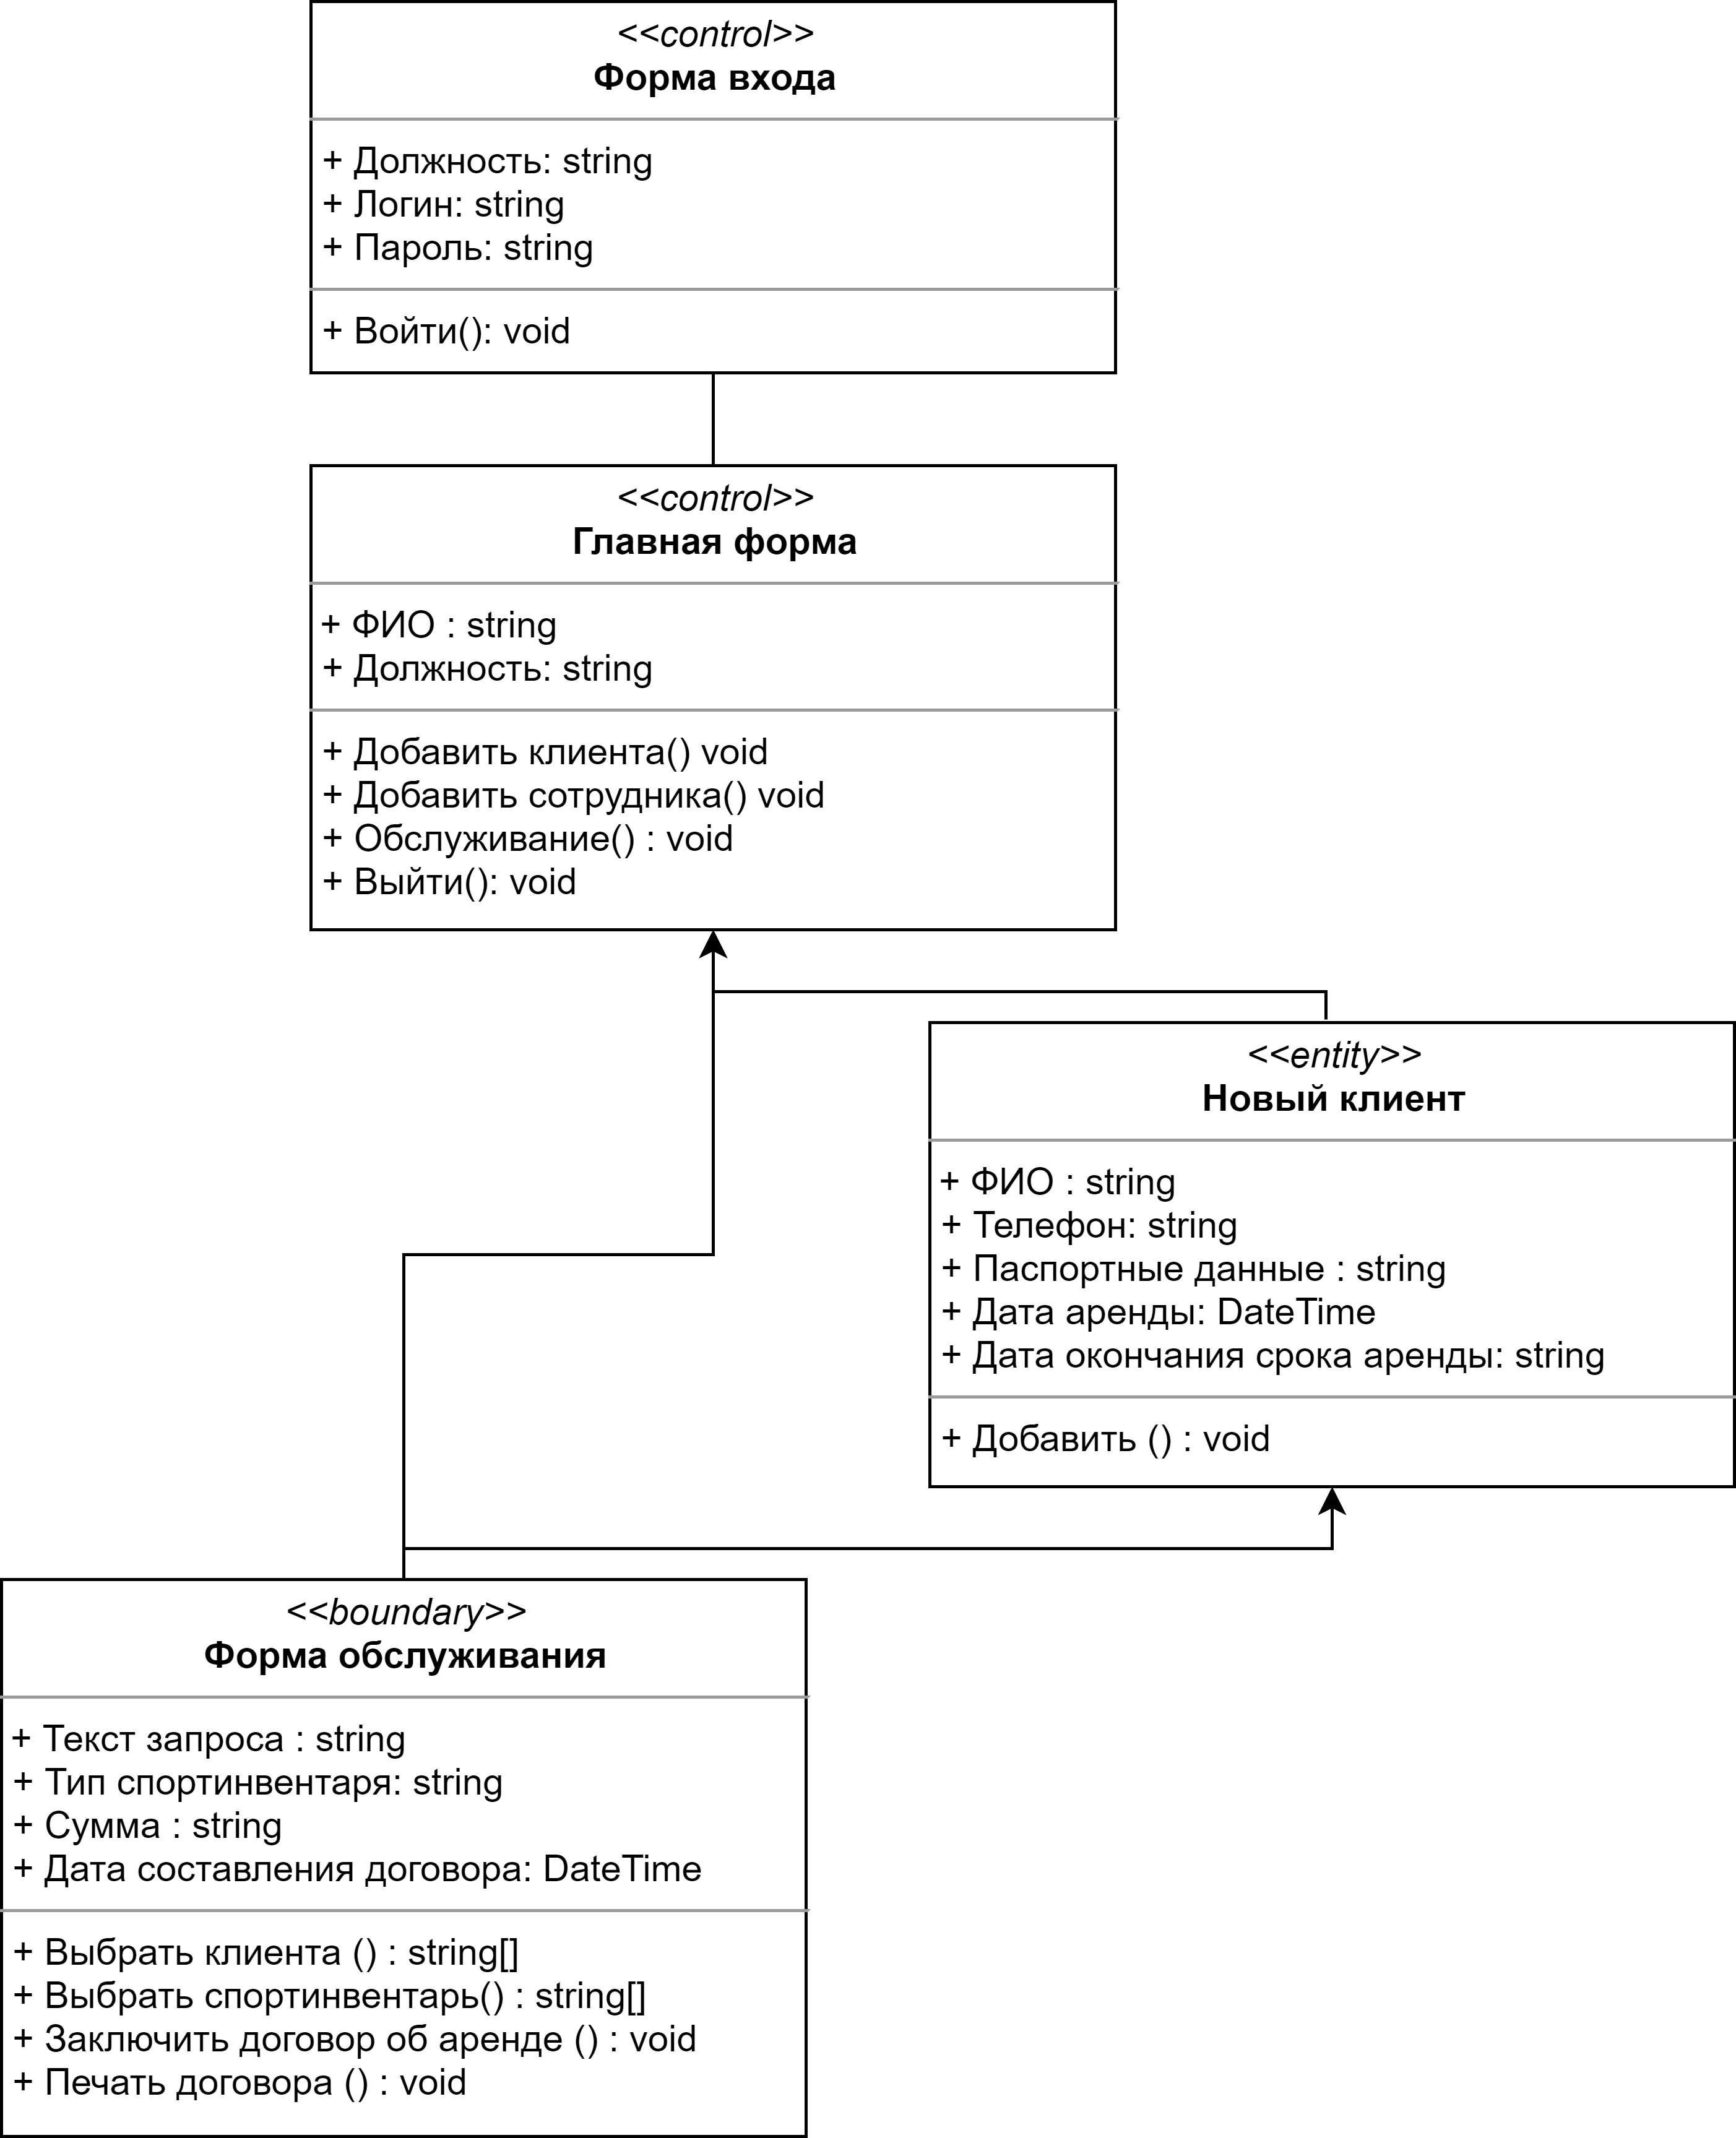 <<control>>
Форма входа
+ Должность: string
+ Логин: string
+ Пароль: string
+ Войти(): void
<<control>>
Главная форма
+ ФИО : string
+ Должность: string
+ Добавить клиента() void
+ Добавить сотрудника() void
+ Обслуживание() : void
+ Выйти(): void
<<entity>>
Новый клиент
+ ФИО : string
+ Телефон: string
+ Паспортные данные : string
+ Дата аренды: DateTime
+ Дата окончания срока аренды: string
+ Добавить () : void
<<boundary>>
Форма обслуживания
+ Текст запроса : string
+ Тип спортинвентаря: string
+ Сумма : string
+ Дата составления договора: DateTime
+ Выбрать клиента () : string[]
+ Выбрать спортинвентарь() : string[]
+ Заключить договор об аренде () : void
+ Печать договора () : void